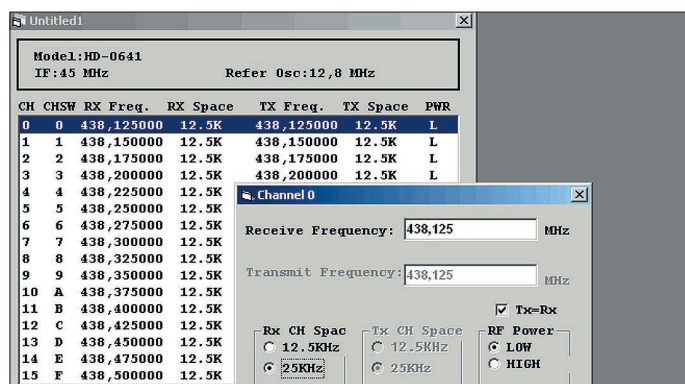 Untitled1
Model:HD-0641
IF:45 MHz Refer Osc:12,8 MHz
CH CHSW RX Freq. RX Space TX Freq. TX Space PWR
0 0 438,125000 12.5K 438,125000 12.5K L
1 1 438,150000 12.5K 438,150000 12.5K L
2 2 438,175000 12.5K 438,175000 12.5K L
3 3 438,200000 12.5K 438,200000 12.5K L
4 4 438,225000 12.5K
5 5 438,250000 12.5K
6 6 438,275000 12.5K
7 7 438,300000 12.5K
8 8 438,325000 12.5K
9 9 438,350000 12.5K
10 A 438,375000 12.5K
11 B 438,400000 12.5K
12 C 438,425000 12.5K
13 D 438,450000 12.5K
14 E 438,475000 12.5K
15 F 438,500000 12.5K
Channel 0
Receive Frequency: 438,125 MHz
Transmit Frequency: 438,125 MHz
Tx=Rx
Rx CH Spac Tx CH Space RF Power
12.5KHz 12.5KHz LOW
25KHz 25KHz HIGH